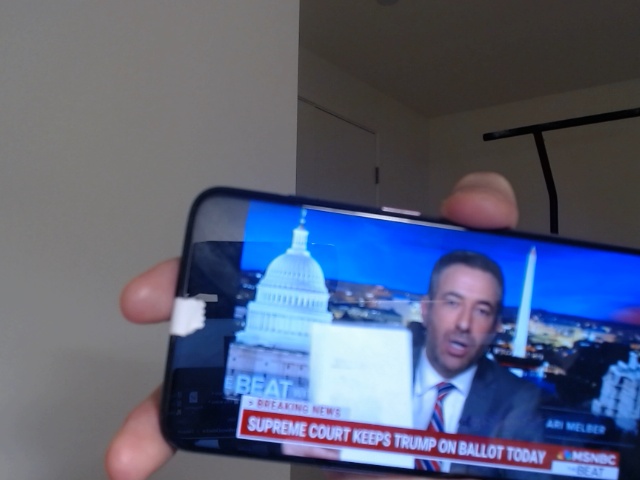 BEAT
BREAKING NEWS
SUPREME COURT KEEPS TRUMP ON BALLOT TODAY
ARI MELBER
MSNBC
THE BEAT